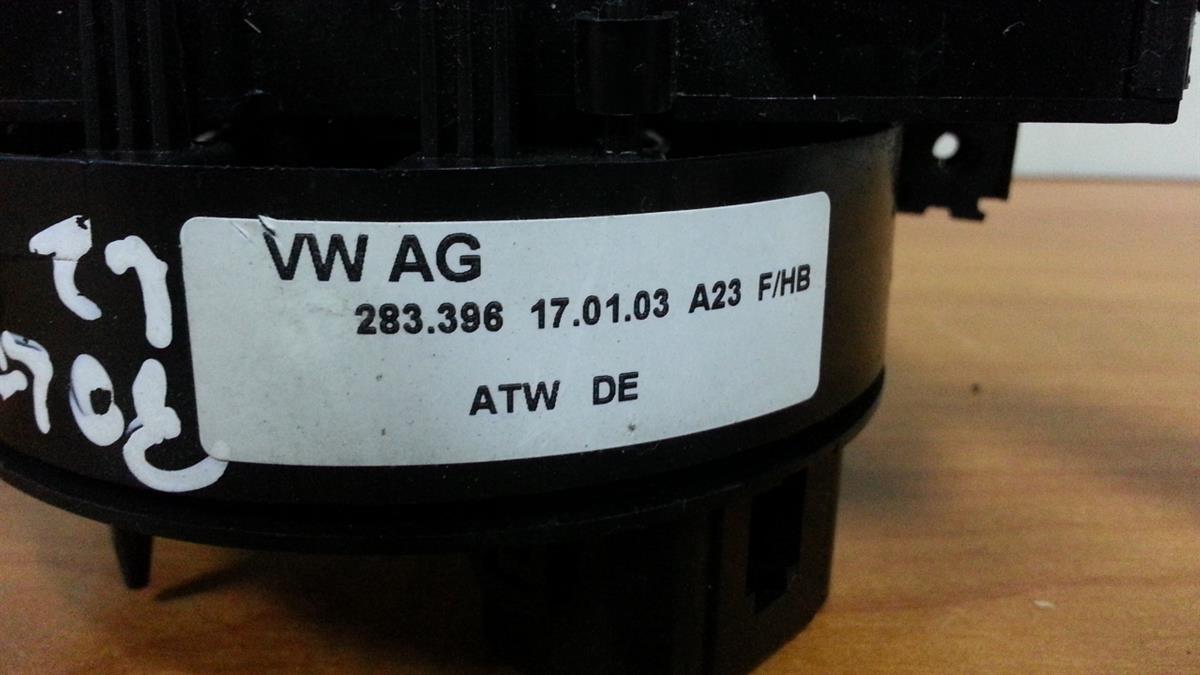 VW AG
283.396 17.01.03 A23 F/HB
ATW DE